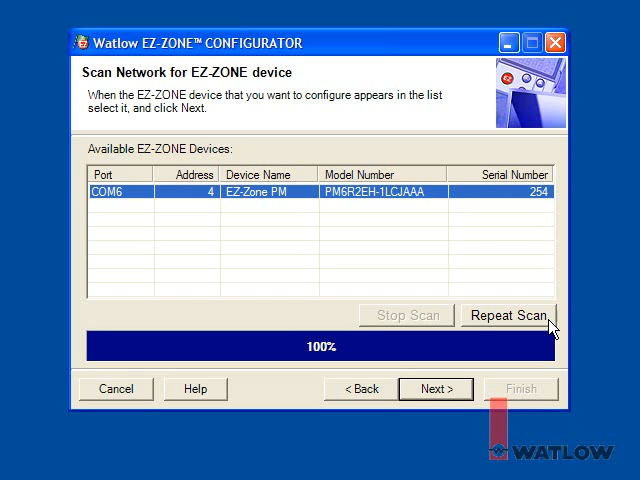 Watlow EZ-ZONE™ CONFIGURATOR
Scan Network for EZ-ZONE device
When the EZ-ZONE device that you want to configure appears in the list
select it, and click Next.
EZ
Available EZ-ZONE Devices:
Port Address Device Name Model Number Serial Number
COM6 4 EZ-Zone PM PM6R2EH-1LCJAAA 254
Stop Scan Repeat Scan
100%
Cancel Help < Back Next > Finish
WATLOW